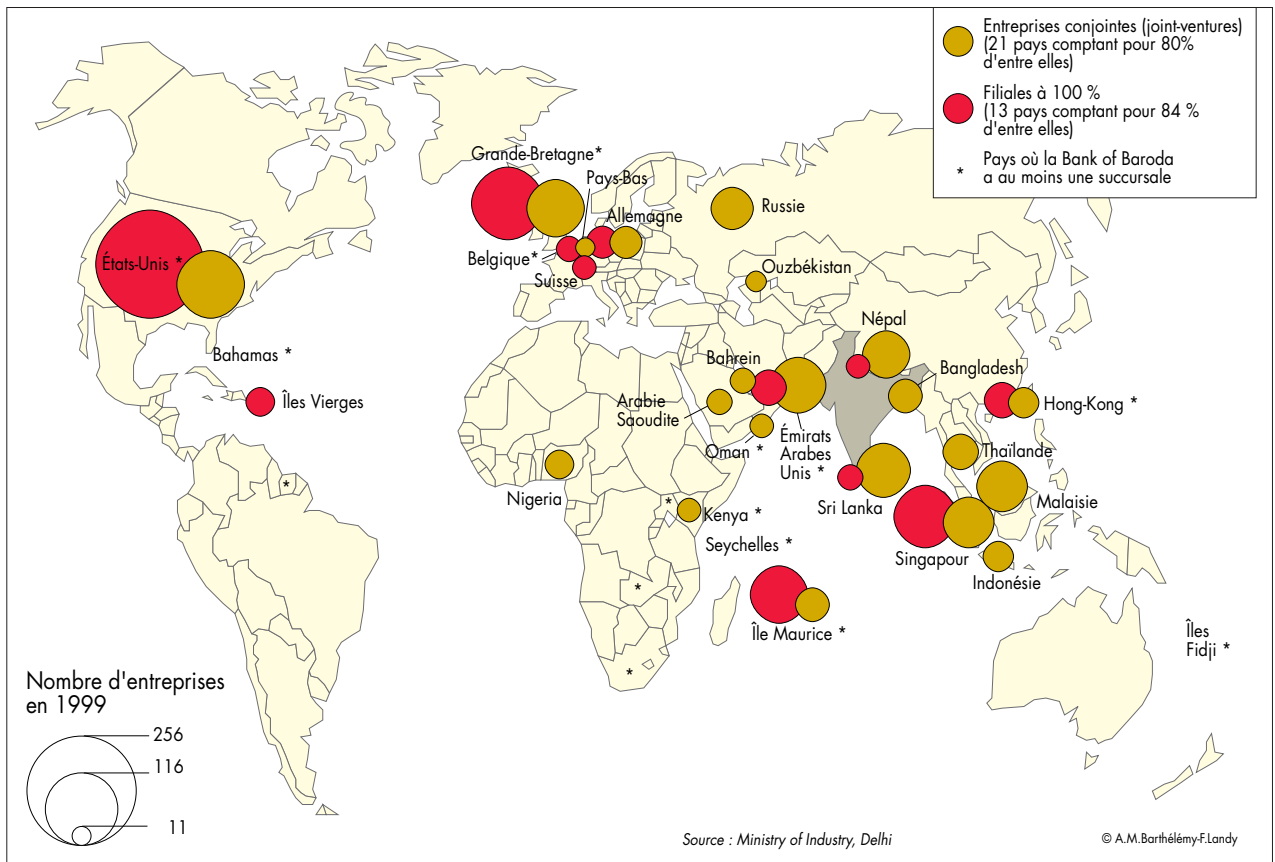 Entreprises conjointes (joint-ventures)
(21 pays comptant pour 80%
d'entre elles)
Filiales à 100 %
(13 pays comptant pour 84 %
d'entre elles)
* Pays où la Bank of Baroda
a au moins une succursale
Grande-Bretagne*
Pays-Bas
Allemagne
Russie
Belgique*
Suisse
Ouzbékistan
États-Unis *
Bahamas *
Îles Vierges
Népal
Bahrein
Bangladesh
Arabie
Saoudite
Hong-Kong *
Oman *
Émirats
Arabes
Unis *
Thaïlande
*
Nigeria
*
Kenya *
Sri Lanka
Malaisie
Seychelles *
Singapour
Indonésie
*
Île Maurice *
Îles
Fidji *
*
Nombre d'entreprises
en 1999
256
116
11
Source : Ministry of Industry, Delhi
© A.M.Barthélémy-F.Landy